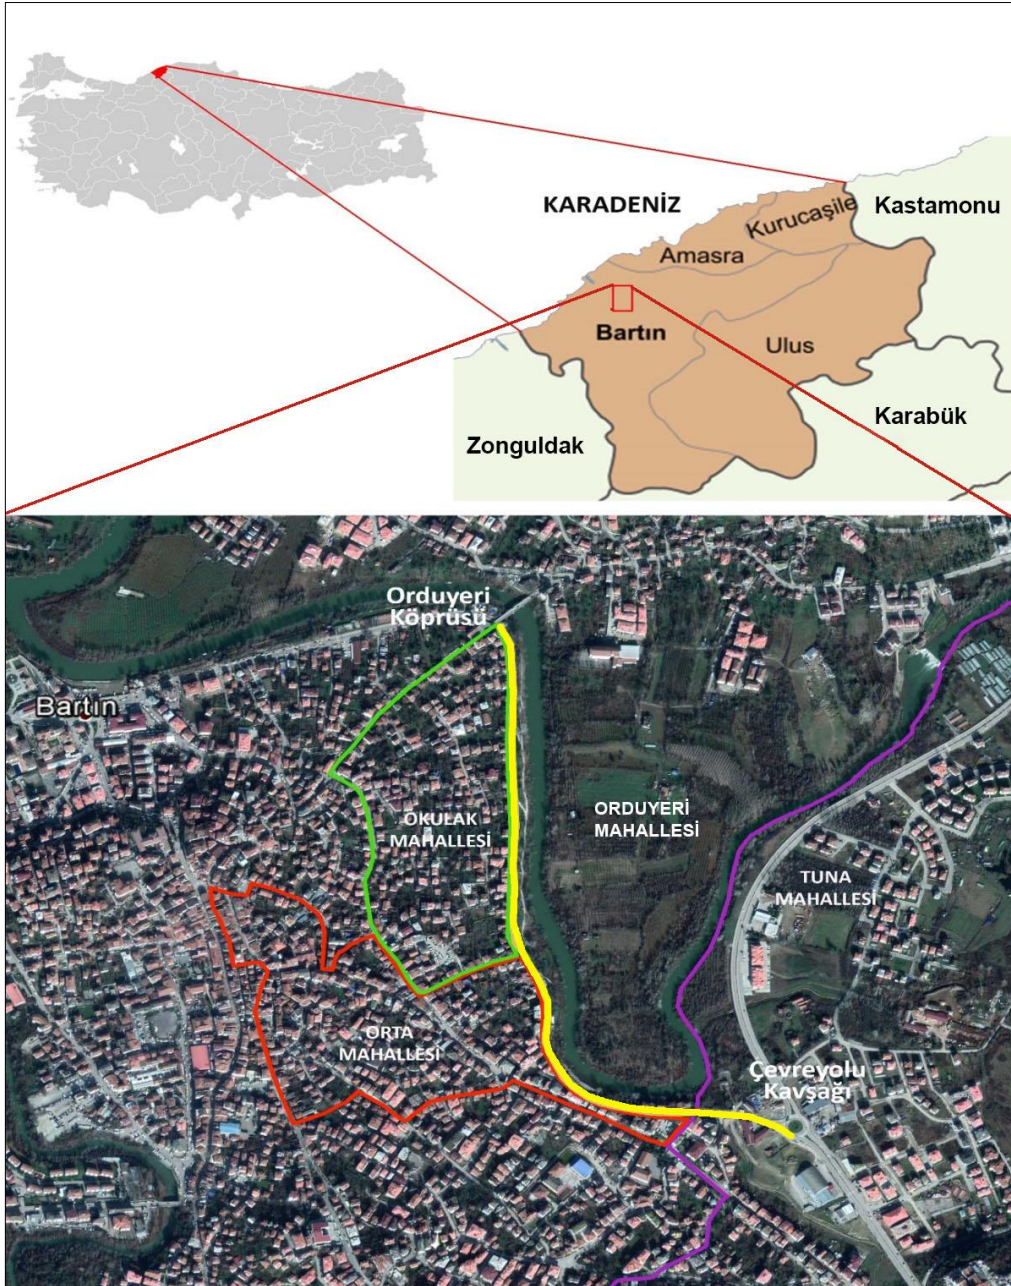 KARADENİZ
Kastamonu
Kurucaşile
Amasra
Bartın
Ulus
Karabük
Zonguldak
Orduyeri
Köprüsü
Bartın
OKULAK
MAHALLESİ
ORDUYERİ
MAHALLESİ
TUNA
MAHALLESİ
ORTA
MAHALLESİ
Çevreyolu
Kavşağı